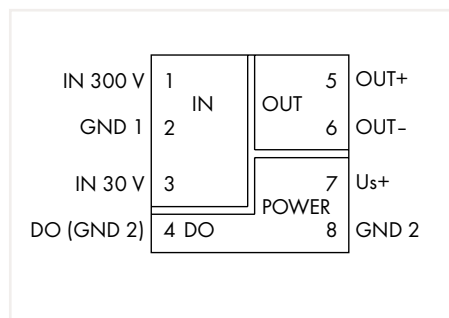 IN 300 V 1 5 OUT+
IN OUT
GND 1 2 6 OUT–
IN 30 V 3 7 Us+
POWER
DO (GND 2) 4 DO 8 GND 2